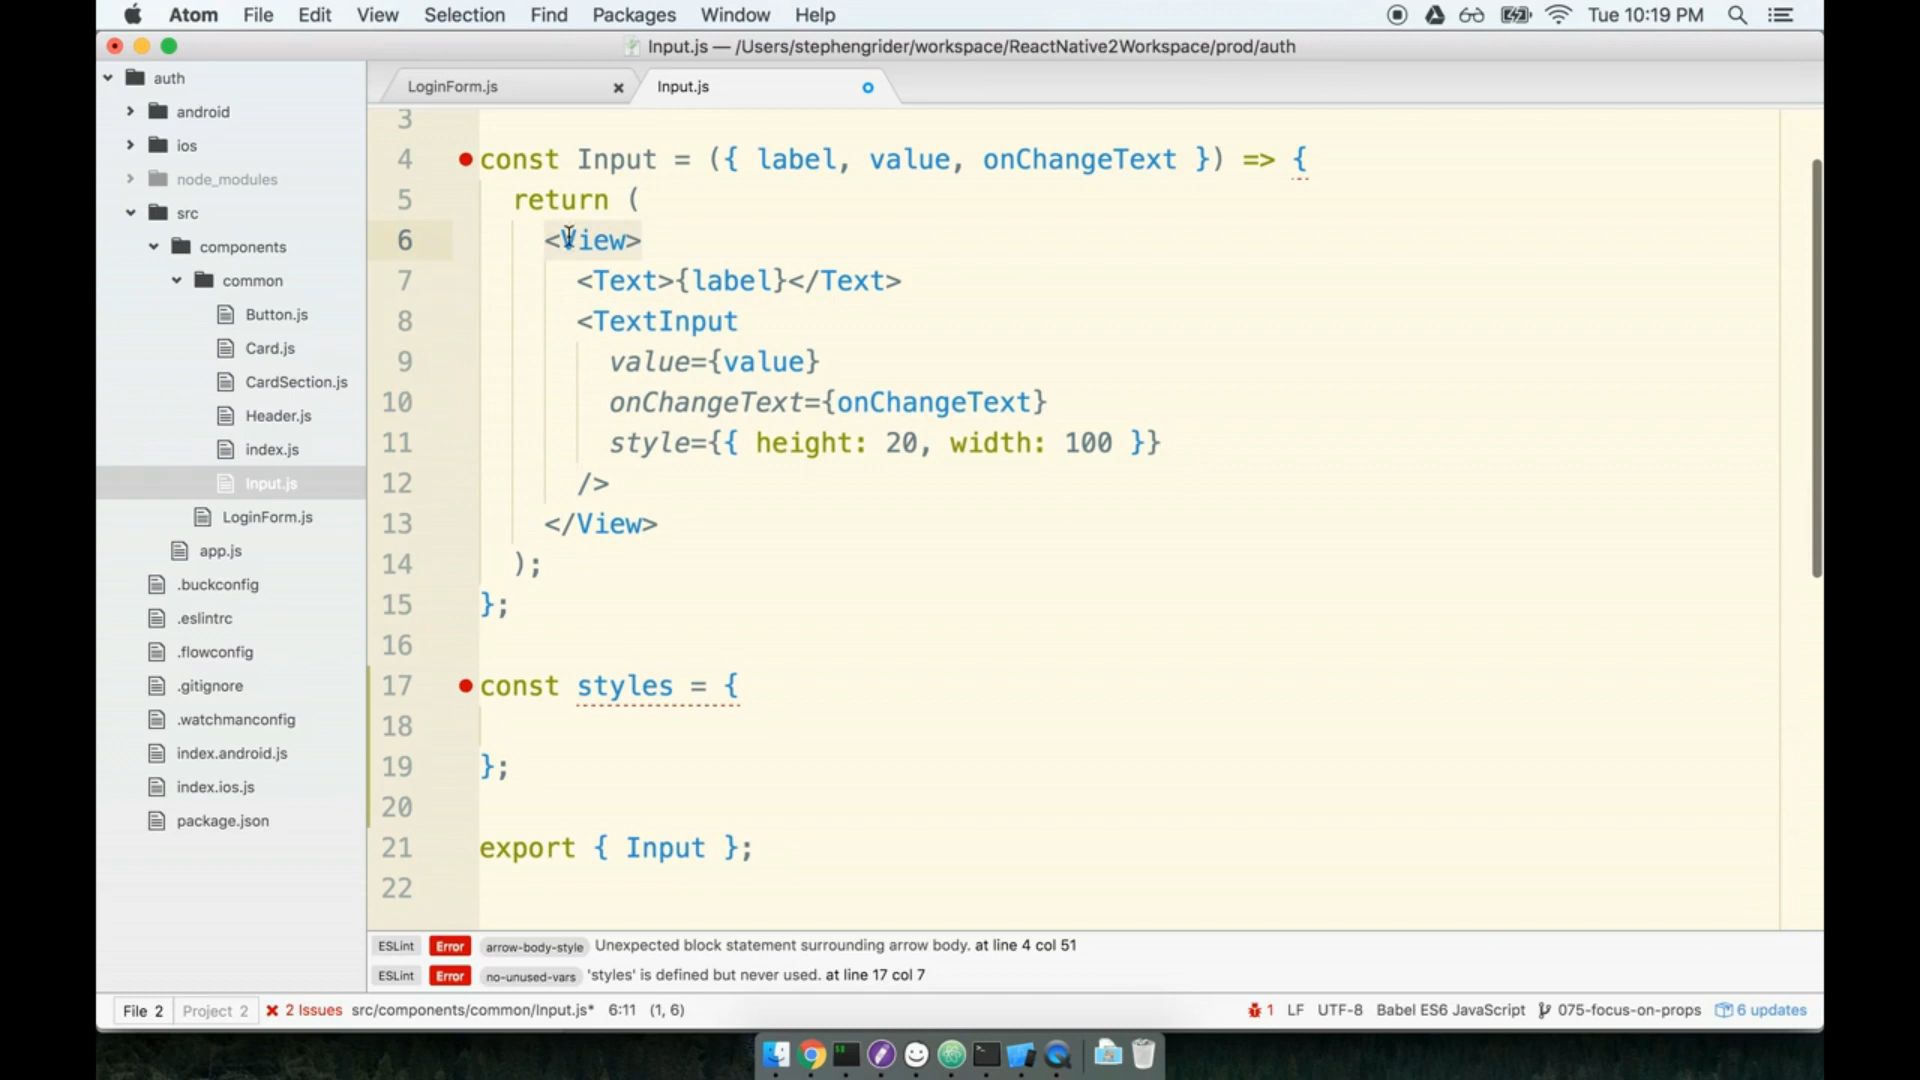 Atom File Edit View Selection Find Packages Window Help Tue 10:19 PM
Input.js — /Users/stephengrider/workspace/ReactNative2Workspace/prod/auth
auth
android
ios
node_modules
src
components
common
Button.js
Card.js
CardSection.js
Header.js
index.js
Input.js
LoginForm.js
app.js
.buckconfig
.eslintrc
.flowconfig
.gitignore
.watchmanconfig
index.android.js
index.ios.js
package.json
LoginForm.js Input.js
3
4 const Input = ({ label, value, onChangeText }) => {
5 return (
6 <View>
7 <Text>{label}</Text>
8 <TextInput
9 value={value}
10 onChangeText={onChangeText}
11 style={{ height: 20, width: 100 }}
12 />
13 </View>
14 );
15 };
16
17 const styles = {
18
19 };
20
21 export { Input };
22
ESLint Error arrow-body-style Unexpected block statement surrounding arrow body. at line 4 col 51
ESLint Error no-unused-vars 'styles' is defined but never used. at line 17 col 7
File 2 Project 2 2 Issues src/components/common/Input.js* 6:11 (1, 6) 1 LF UTF-8 Babel ES6 JavaScript 075-focus-on-props 6 updates